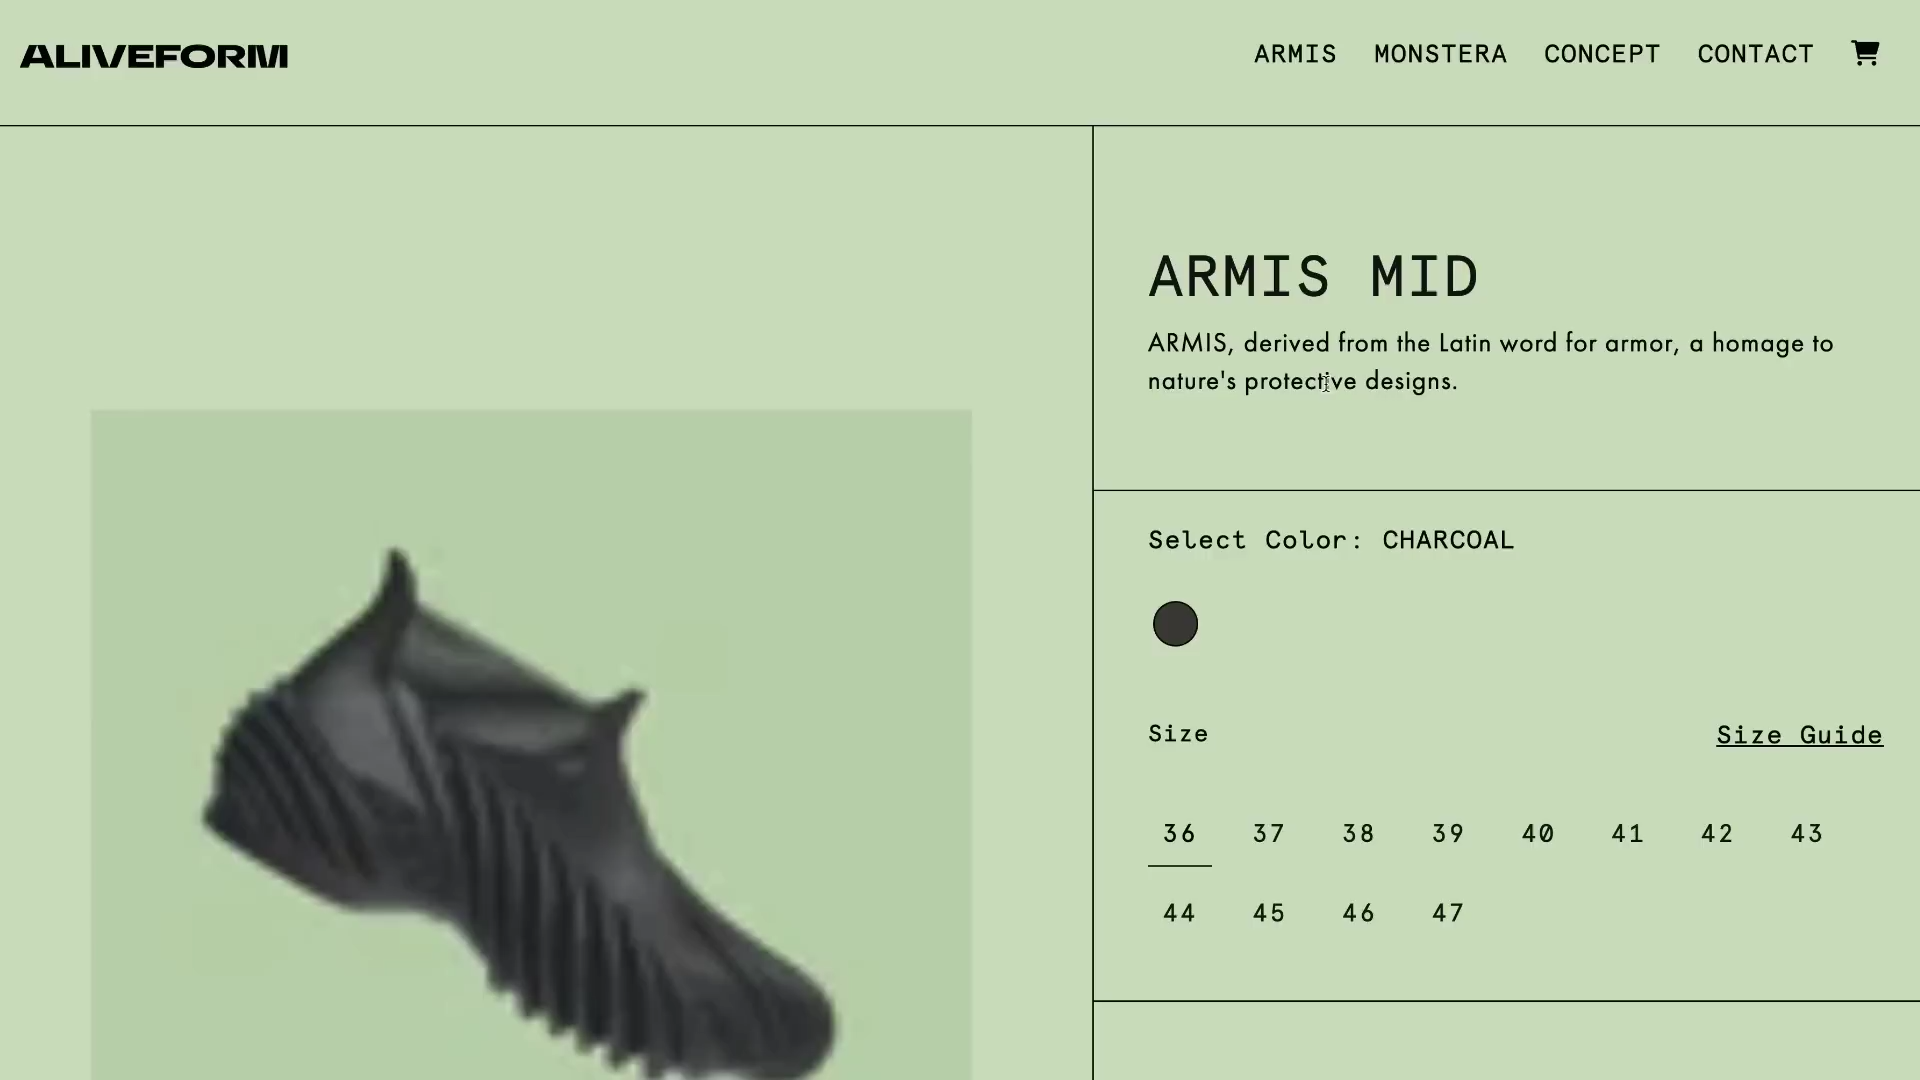 ALIVEFORM
ARMIS MONSTERA CONCEPT CONTACT
ARMIS MID
ARMIS, derived from the Latin word for armor, a homage to
nature's protective designs.
Select Color: CHARCOAL
Size
Size Guide
36 37 38 39 40 41 42 43
44 45 46 47